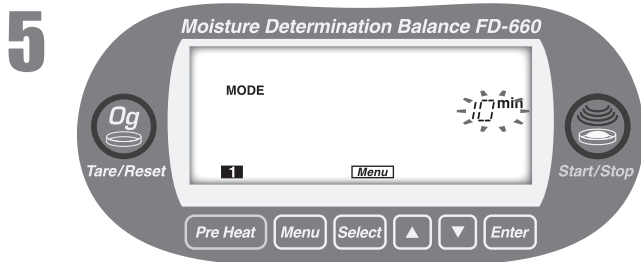 5
Moisture Determination Balance FD-660
MODE
10 min
0g
Tare/Reset
1
Menu
Start/Stop
Pre Heat Menu Select ▲ ▼ Enter